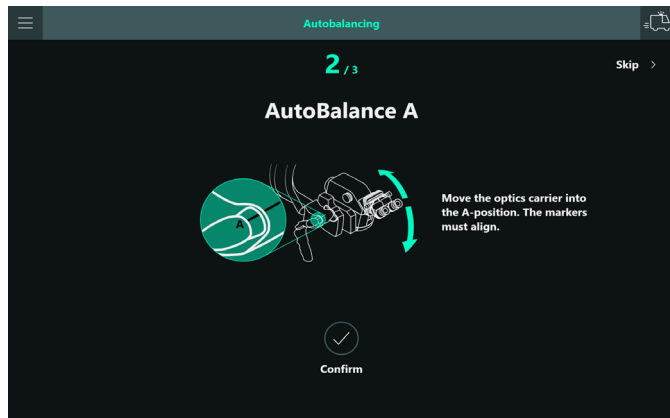 Autobalancing
2 / 3
Skip
AutoBalance A
A
Move the optics carrier into
the A-position. The markers
must align.
Confirm